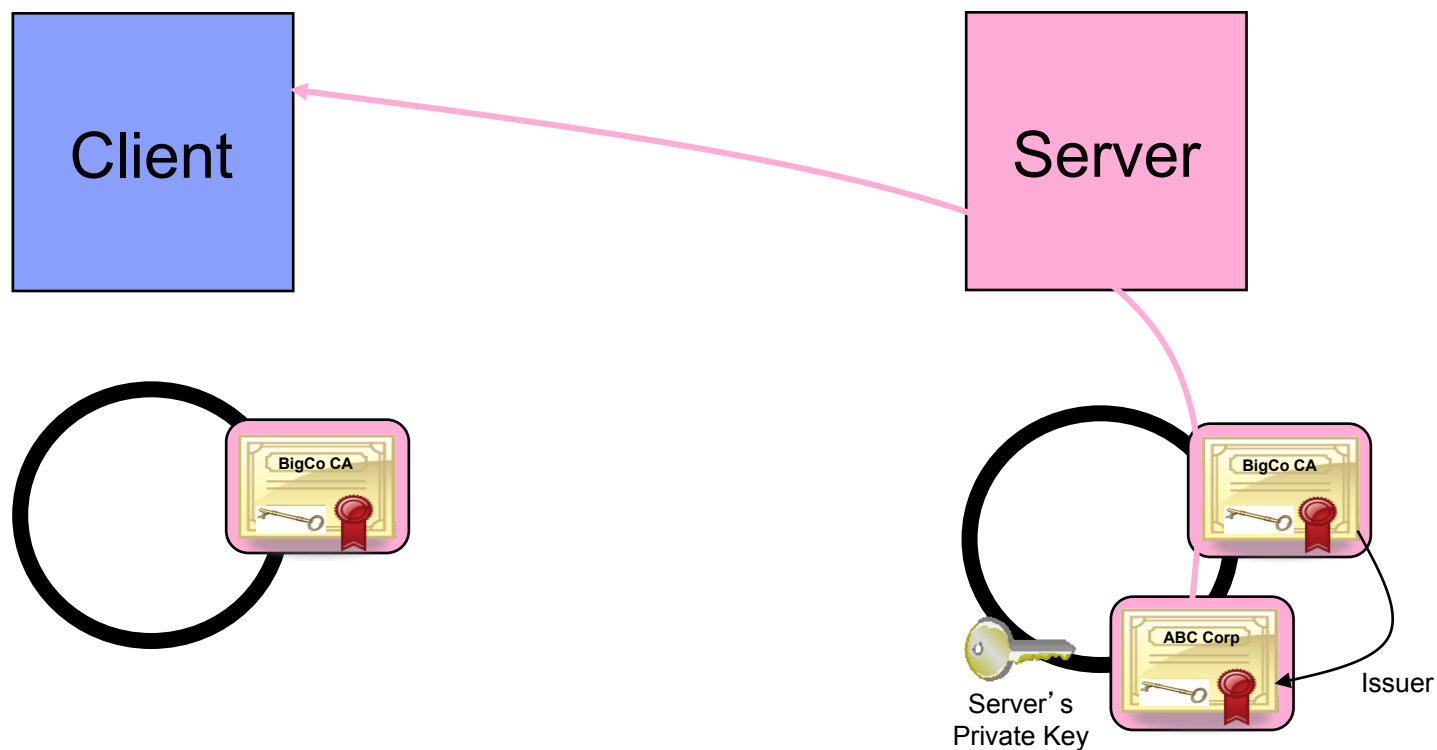 Client
Server
BigCo CA
BigCo CA
ABC Corp
Issuer
Server’s
Private Key